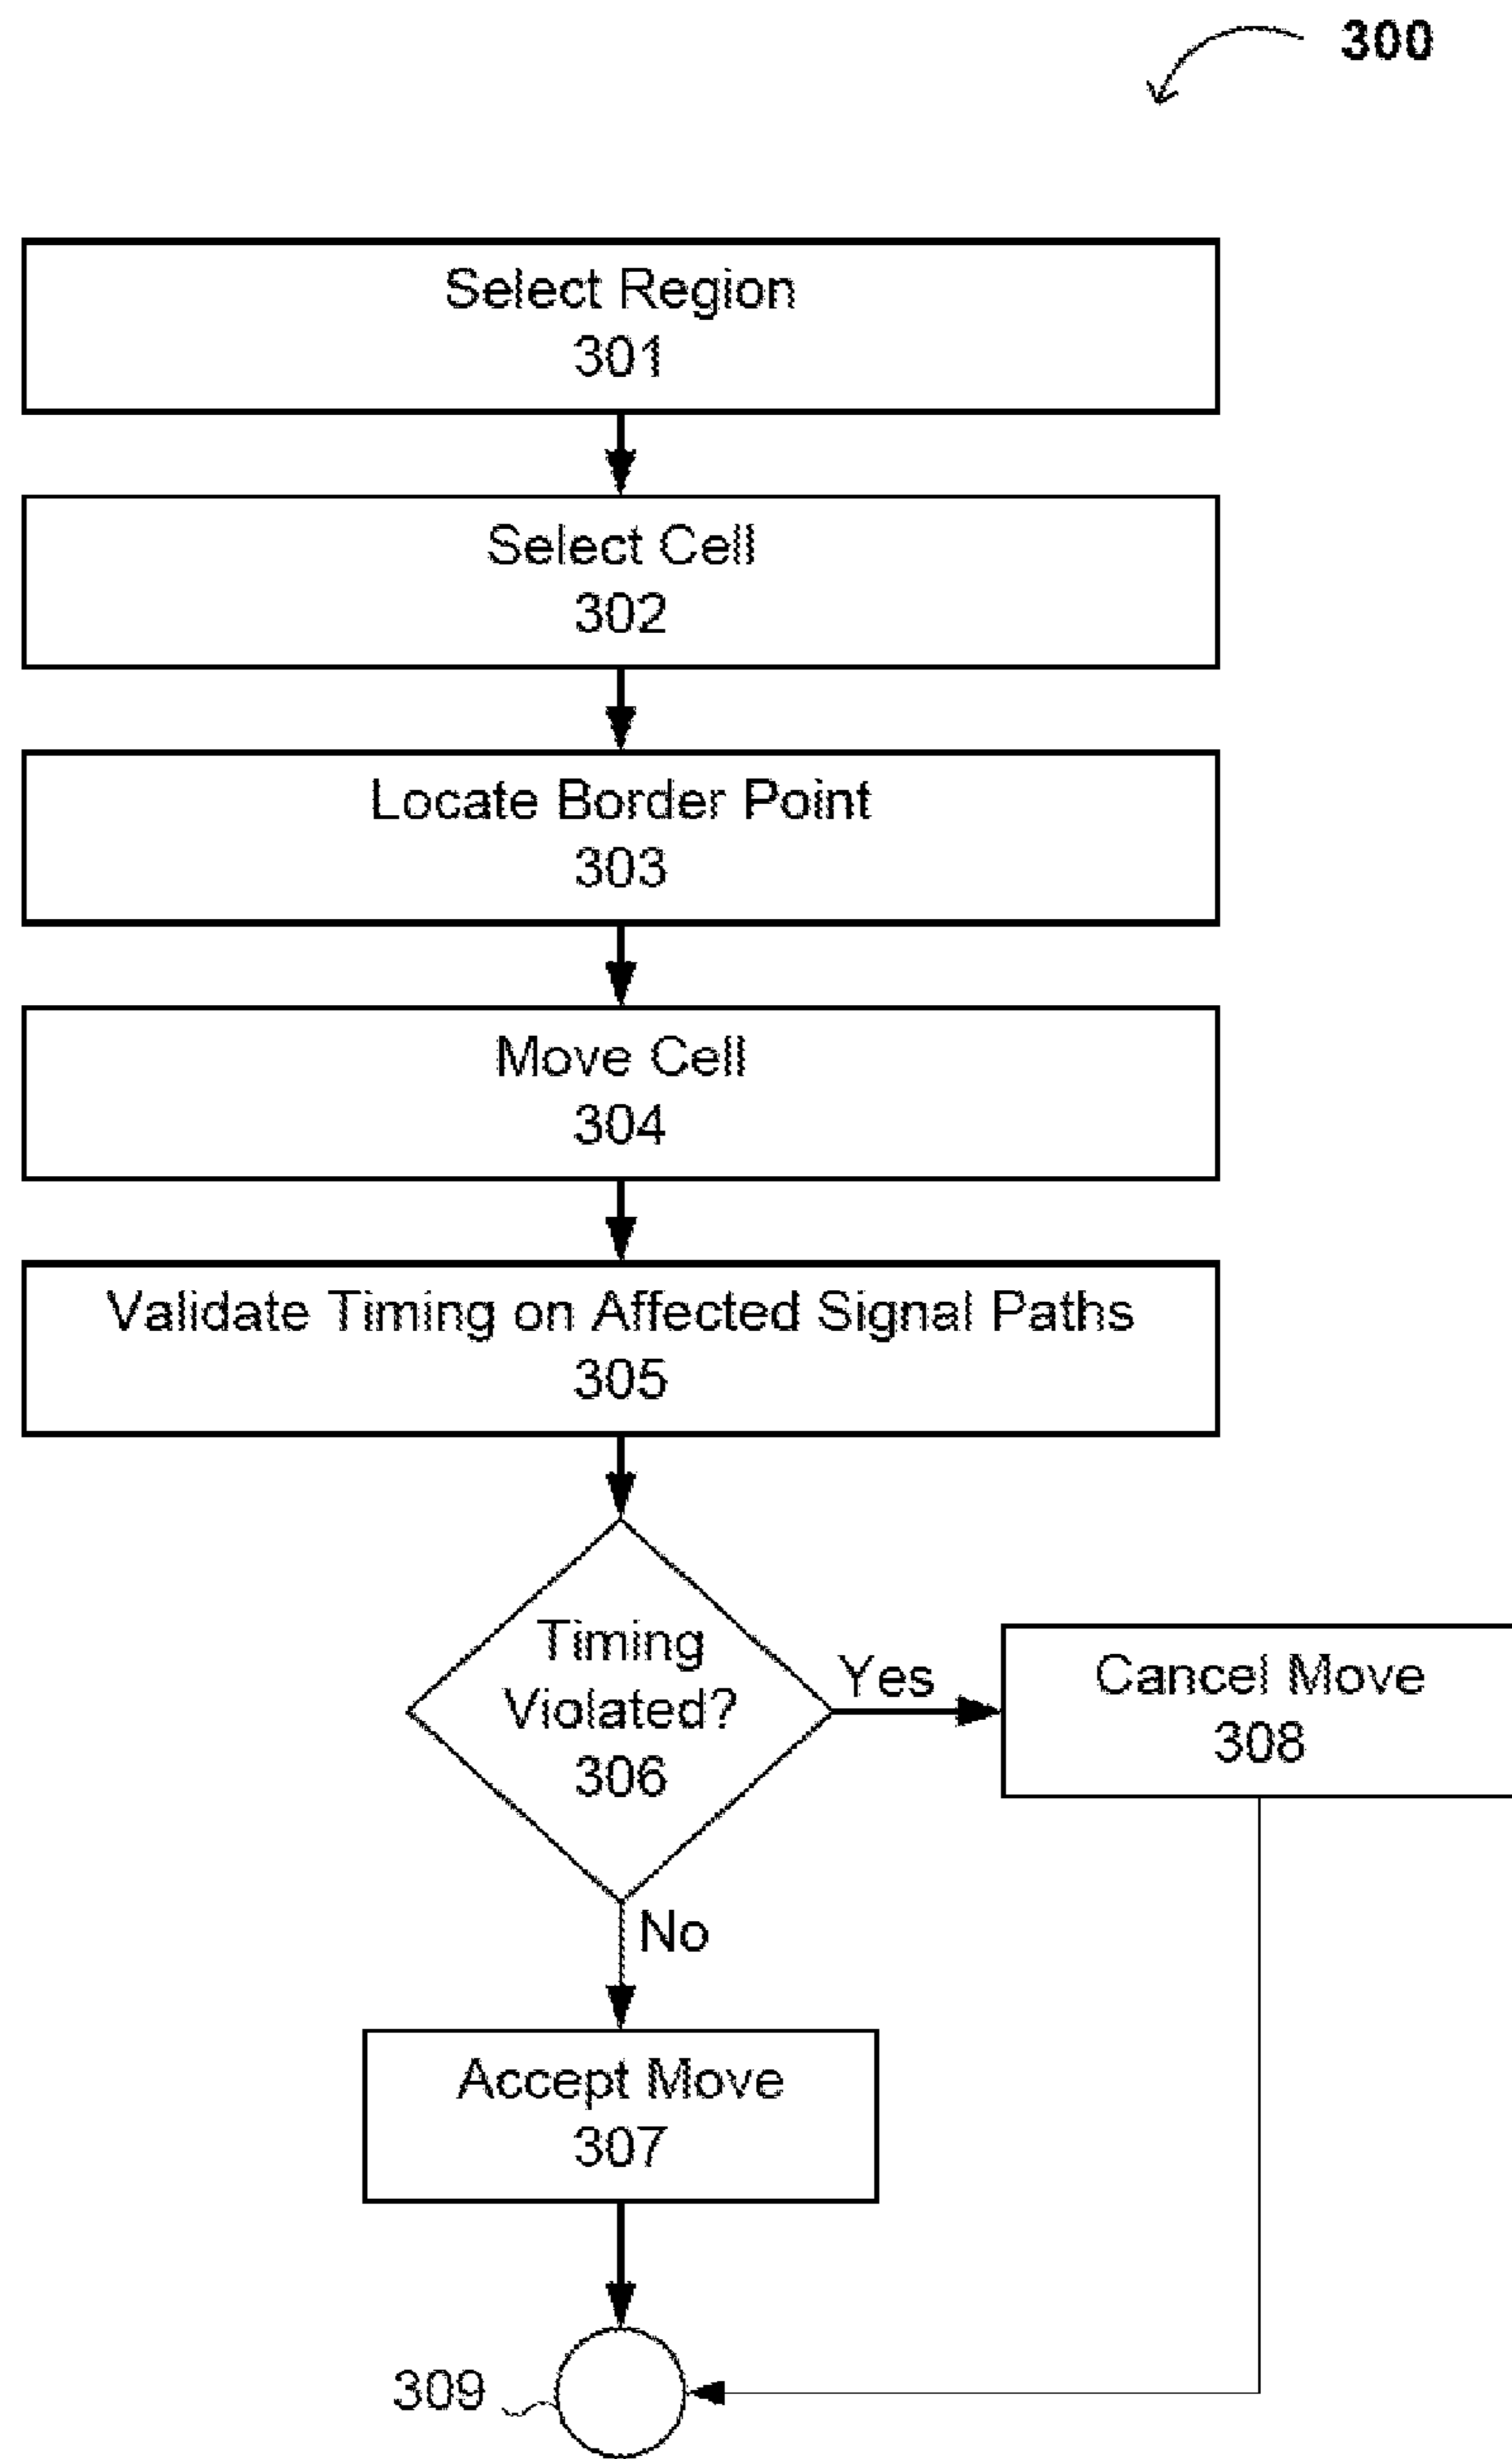 300
Select Region
301
Select Cell
302
Locate Border Point
303
Move Cell
304
Validate Timing on Affected Signal Paths
305
Timing
Violated?
306
Yes
Cancel Move
308
No
Accept Move
307
309